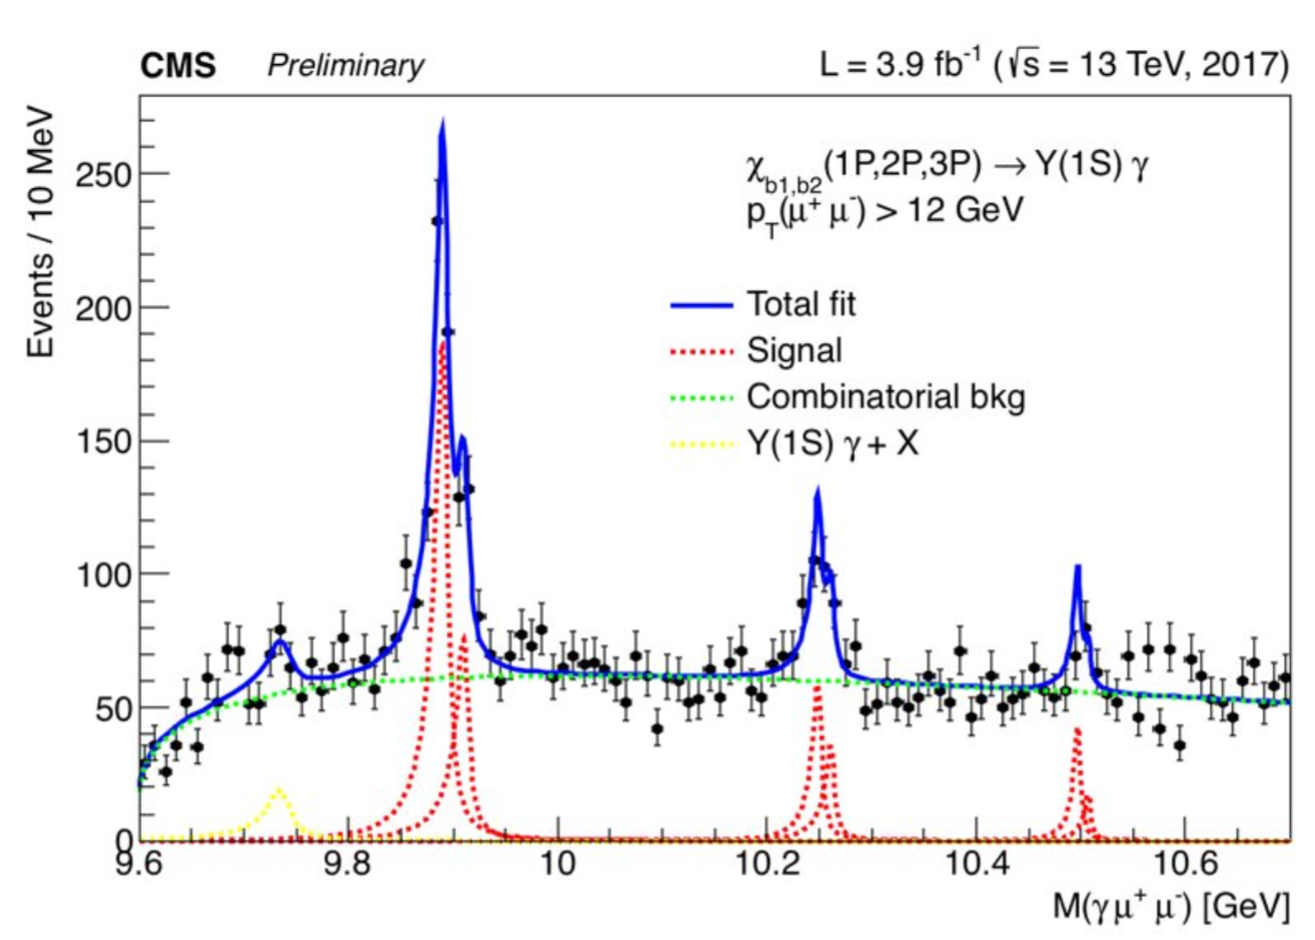 CMS Preliminary L = 3.9 fb⁻¹ (√s = 13 TeV, 2017)
Events / 10 MeV
250
200
150
100
50
0
χb1,b2(1P,2P,3P) → Υ(1S) γ
pT(μ⁺ μ⁻) > 12 GeV
Total fit
Signal
Combinatorial bkg
Υ(1S) γ + X
9.6 9.8 10 10.2 10.4 10.6
M(γ μ⁺ μ⁻) [GeV]